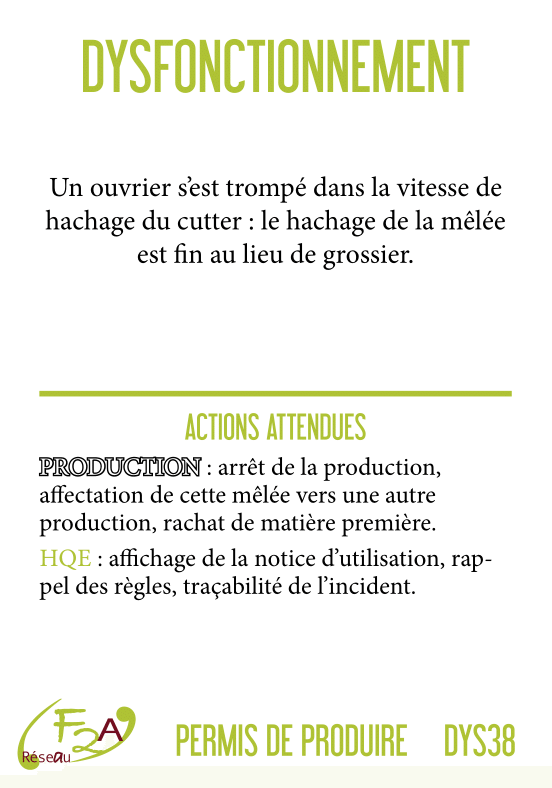 DYSFONCTIONNEMENT
Un ouvrier s’est trompé dans la vitesse de
hachage du cutter : le hachage de la mêlée
est fin au lieu de grossier.
ACTIONS ATTENDUES
PRODUCTION : arrêt de la production,
affectation de cette mêlée vers une autre
production, rachat de matière première.
HQE : affichage de la notice d’utilisation, rap-
pel des règles, traçabilité de l’incident.
F2A
Réseau
PERMIS DE PRODUIRE DYS38